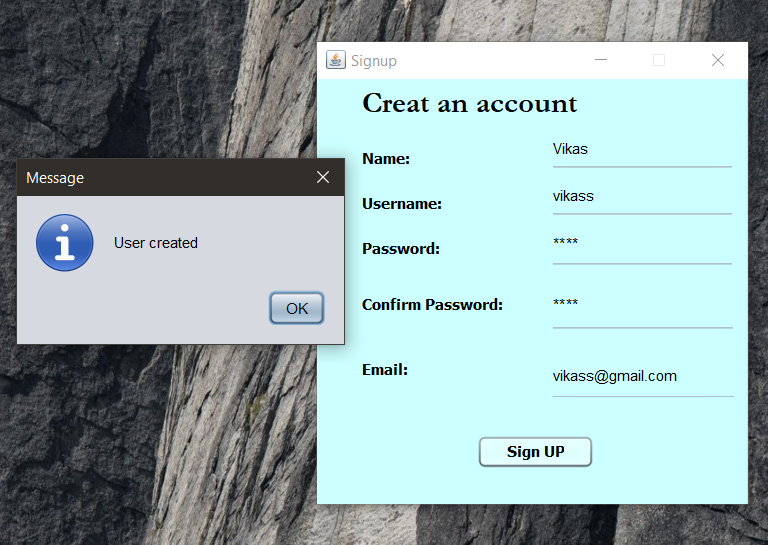 Signup
Creat an account
Name:
Vikas
Username:
vikass
Password:
****
Confirm Password:
****
Email:
vikass@gmail.com
Sign UP
Message
User created
OK